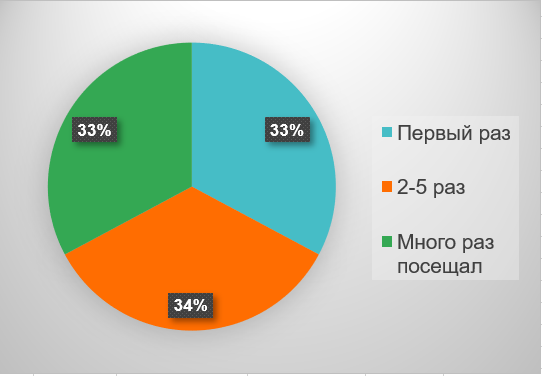 33%
33%
34%
Первый раз
2-5 раз
Много раз
посещал